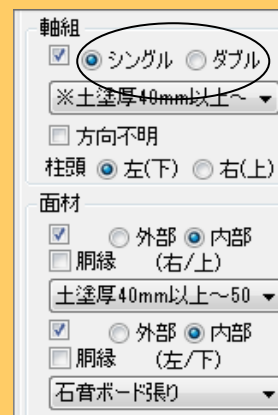 軸組
シングル ダブル
※土塗厚40mm以上~
方向不明
柱頭 左(下) 右(上)
面材
外部 内部
胴縁 (右/上)
土塗厚40mm以上~50
外部 内部
胴縁 (左/下)
石膏ボード張り